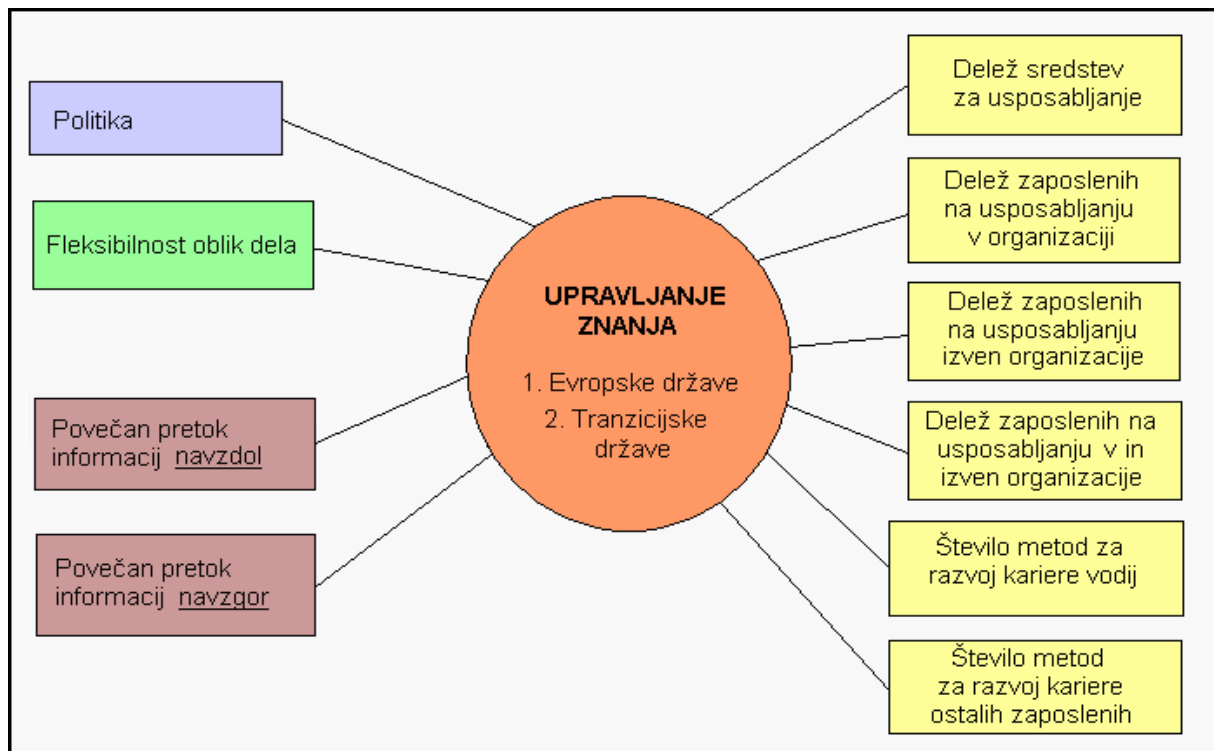 Politika
Fleksibilnost oblik dela
Povečan pretok
informacij navzdol
Povečan pretok
informacij navzgor
UPRAVLJANJE
ZNANJA
1. Evropske države
2. Tranzicijske
države
Delež sredstev
za usposabljanje
Delež zaposlenih
na usposabljanju
v organizaciji
Delež zaposlenih
na usposabljanju
izven organizacije
Delež zaposlenih na
usposabljanju v in
izven organizacije
Število metod za
razvoj kariere vodij
Število metod
za razvoj kariere
ostalih zaposlenih